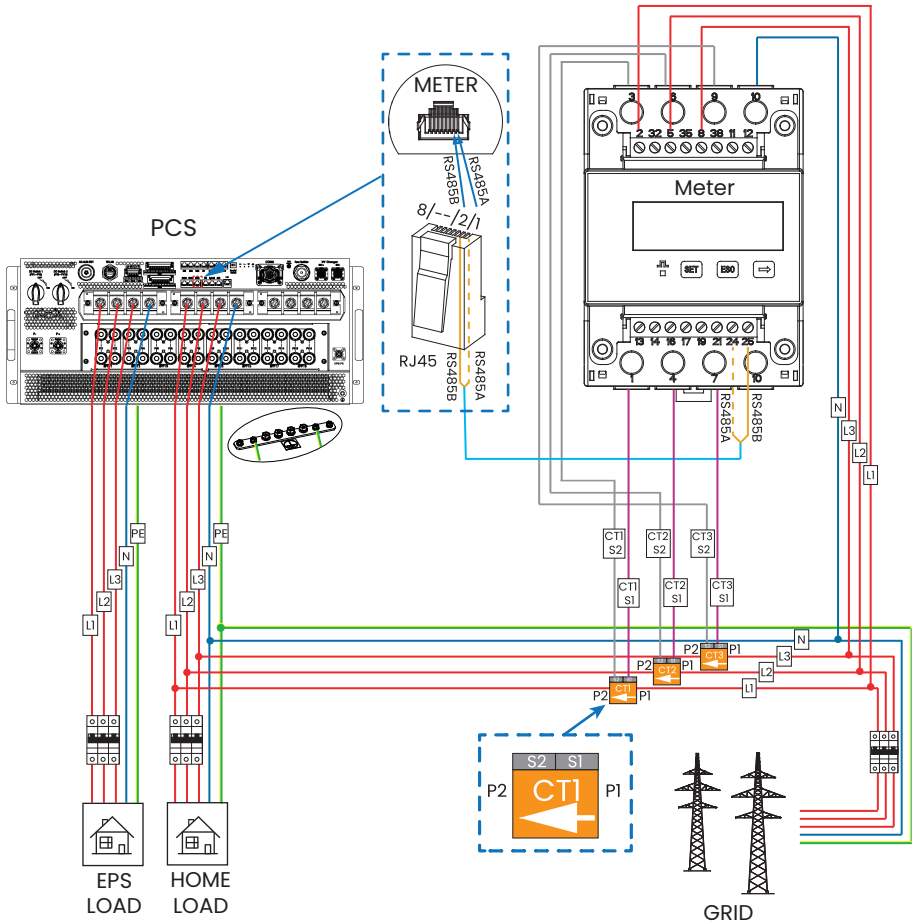 METER
RS485B
RS485A
8/--/2/1
RJ45
RS485B
RS485A
PCS
3
6
9
10
2 32 5 35 8 38 11 12
Meter
SET
ESC
13 14 16 17 19 21 24 25
1
4
7
10
RS485A
RS485B
N
L3
L2
L1
CT1
S2
CT2
S2
CT3
S2
CT1
S1
CT2
S1
CT3
S1
PE
N
L3
L2
L1
PE
N
L3
L2
L1
N
L3
L2
L1
P2
CT3
P1
P2
CT2
P1
P2
CT1
P1
S2
S1
P2
CT1
P1
EPS
LOAD
HOME
LOAD
GRID